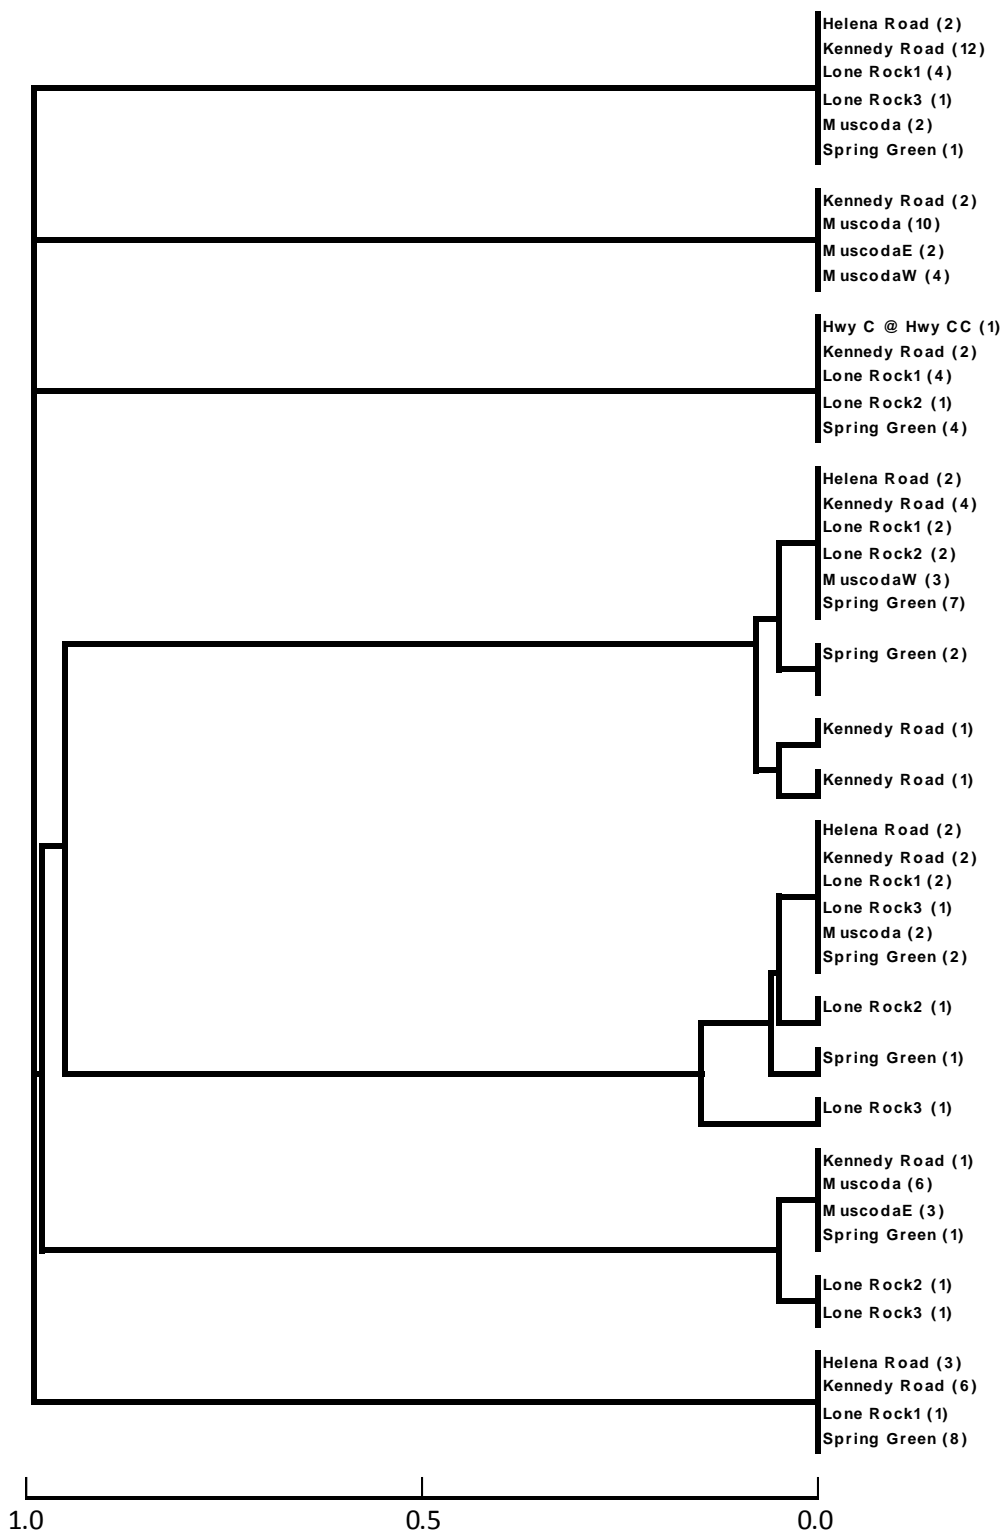 Helena Road (2)
Kennedy Road (12)
Lone Rock1 (4)
Lone Rock3 (1)
Muscoda (2)
Spring Green (1)
Kennedy Road (2)
Muscoda (10)
MuscodaE (2)
MuscodaW (4)
Hwy C @ Hwy CC (1)
Kennedy Road (2)
Lone Rock1 (4)
Lone Rock2 (1)
Spring Green (4)
Helena Road (2)
Kennedy Road (4)
Lone Rock1 (2)
Lone Rock2 (2)
MuscodaW (3)
Spring Green (7)
Spring Green (2)
Kennedy Road (1)
Kennedy Road (1)
Helena Road (2)
Kennedy Road (2)
Lone Rock1 (2)
Lone Rock3 (1)
Muscoda (2)
Spring Green (2)
Lone Rock2 (1)
Spring Green (1)
Lone Rock3 (1)
Kennedy Road (1)
Muscoda (6)
MuscodaE (3)
Spring Green (1)
Lone Rock2 (1)
Lone Rock3 (1)
Helena Road (3)
Kennedy Road (6)
Lone Rock1 (1)
Spring Green (8)
1.0 0.5 0.0